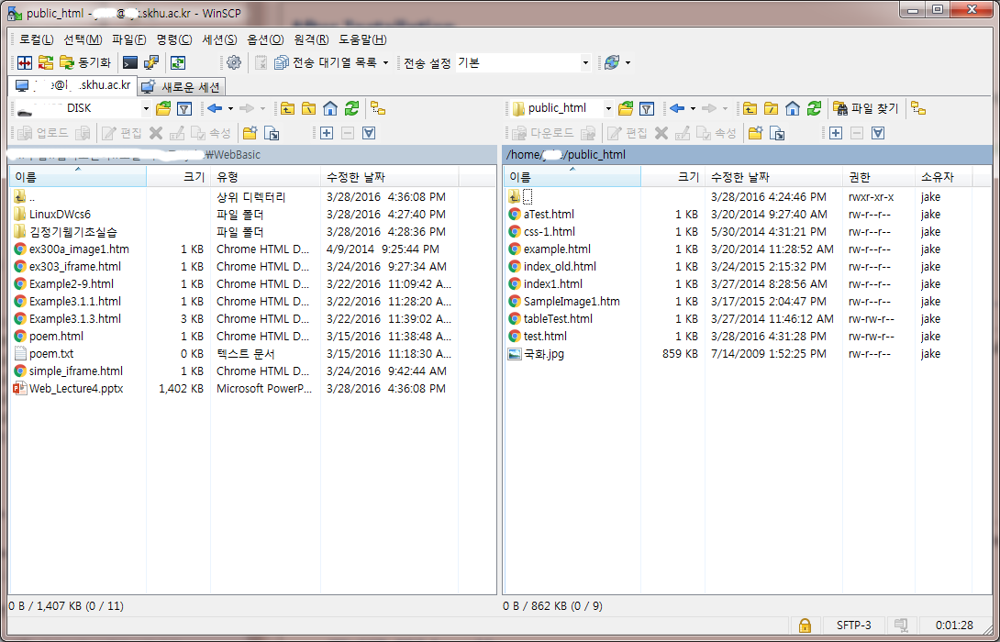 public_html - @ .skhu.ac.kr - WinSCP
로컬(L) 선택(M) 파일(F) 명령(C) 세션(S) 옵션(O) 원격(R) 도움말(H)
동기화 전송 대기열 목록 전송 설정 기본
@ .skhu.ac.kr 새로운 세션
DISK public_html 파일 찾기
업로드 편집 속성 다운로드 편집 속성
₩WebBasic /home/ /public_html
이름 크기 유형 수정한 날짜 이름 크기 수정한 날짜 권한 소유자
.. 상위 디렉터리 3/28/2016 4:36:08 PM .. 3/28/2016 4:24:46 PM rwxr-xr-x jake
LinuxDWcs6 파일 폴더 3/28/2016 4:27:40 PM aTest.html 1 KB 3/20/2014 9:27:40 AM rw-r--r-- jake
김정기웹기초실습 파일 폴더 3/28/2016 4:28:36 PM css-1.html 1 KB 5/30/2014 4:31:21 PM rw-r--r-- jake
ex300a_image1.htm 1 KB Chrome HTML D... 4/9/2014 9:25:44 PM example.html 1 KB 3/20/2014 11:28:52 AM rw-r--r-- jake
ex303_iframe.html 1 KB Chrome HTML D... 3/24/2016 9:27:34 AM index_old.html 1 KB 3/24/2015 2:15:32 PM rw-r--r-- jake
Example2-9.html 1 KB Chrome HTML D... 3/22/2016 11:09:42 A... index1.html 1 KB 3/27/2014 8:28:56 AM rw-r--r-- jake
Example3.1.1.html 1 KB Chrome HTML D... 3/22/2016 11:28:20 A... SampleImage1.htm 1 KB 3/17/2015 2:04:47 PM rw-r--r-- jake
Example3.1.3.html 3 KB Chrome HTML D... 3/22/2016 11:39:02 A... tableTest.html 1 KB 3/27/2014 11:46:12 AM rw-rw-r-- jake
poem.html 1 KB Chrome HTML D... 3/15/2016 11:38:48 A... test.html 1 KB 3/28/2016 4:31:28 PM rw-rw-r-- jake
poem.txt 0 KB 텍스트 문서 3/15/2016 11:18:30 A... 국화.jpg 859 KB 7/14/2009 1:52:25 PM rw-r--r-- jake
simple_iframe.html 1 KB Chrome HTML D... 3/24/2016 9:42:44 AM
Web_Lecture4.pptx 1,402 KB Microsoft PowerP... 3/28/2016 4:36:08 PM
0 B / 1,407 KB (0 / 11) 0 B / 862 KB (0 / 9)
SFTP-3 0:01:28